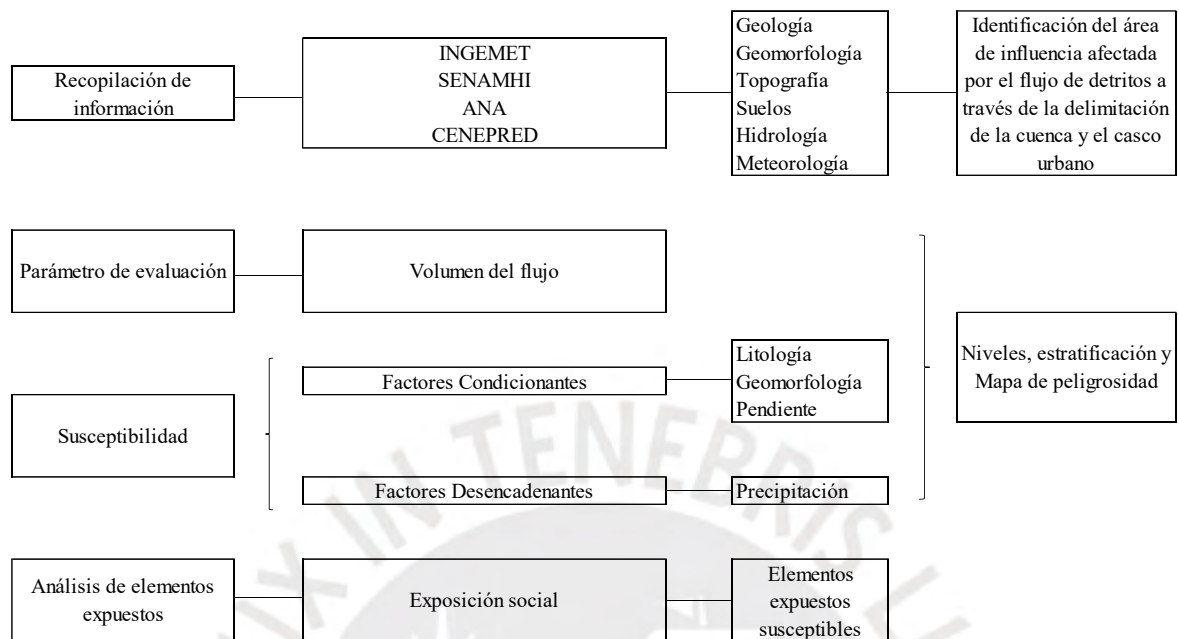 Recopilación de
información
INGEMET
SENAMHI
ANA
CENEPRED
Geología
Geomorfología
Topografía
Suelos
Hidrología
Meteorología
Identificación del área
de influencia afectada
por el flujo de detritos a
través de la delimitación
de la cuenca y el casco
urbano
Parámetro de evaluación
Volumen del flujo
Susceptibilidad
Factores Condicionantes
Litología
Geomorfología
Pendiente
Factores Desencadenantes
Precipitación
Niveles, estratificación y
Mapa de peligrosidad
Análisis de elementos
expuestos
Exposición social
Elementos
expuestos
susceptibles
IN TENEBRIS